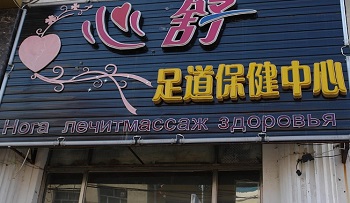 心舒
足道保健中心
Нога лечитмассаж здоровья